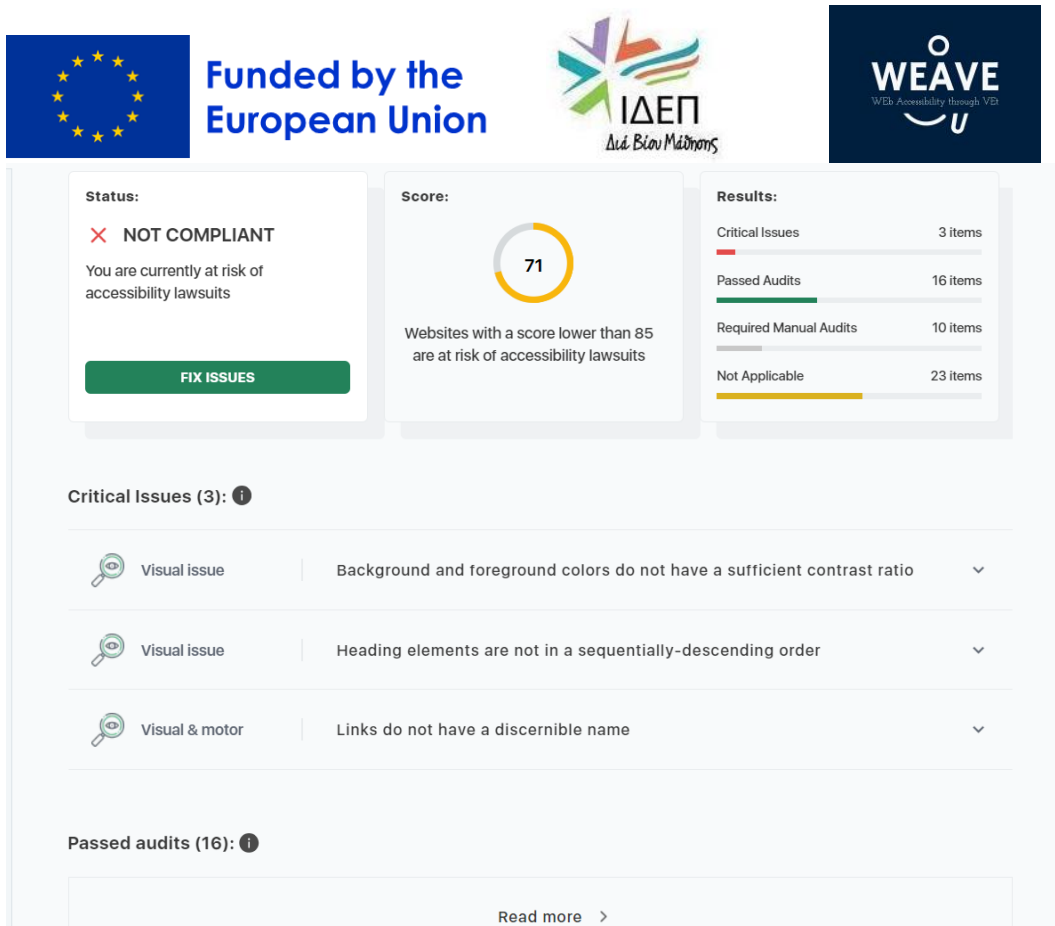 Funded by the
European Union
ΙΔΕΠ
Διά Βίου Μάθησης
WEAVE
WEb Accessibility through VEt
U
Status:
NOT COMPLIANT
You are currently at risk of
accessibility lawsuits
FIX ISSUES
Score:
71
Websites with a score lower than 85
are at risk of accessibility lawsuits
Results:
Critical Issues 3 items
Passed Audits 16 items
Required Manual Audits 10 items
Not Applicable 23 items
Critical Issues (3):
Visual issue Background and foreground colors do not have a sufficient contrast ratio
Visual issue Heading elements are not in a sequentially-descending order
Visual & motor Links do not have a discernible name
Passed audits (16):
Read more